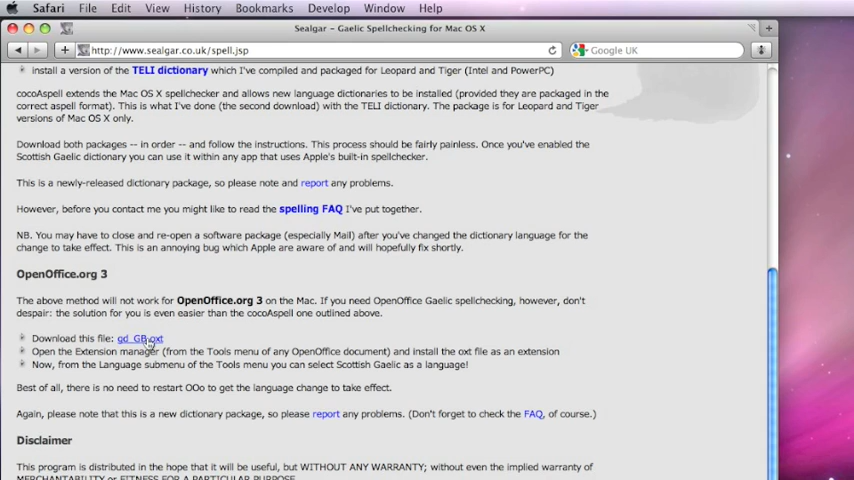 Safari File Edit View History Bookmarks Develop Window Help
Sealgar – Gaelic Spellchecking for Mac OS X
http://www.sealgar.co.uk/spell.jsp
Google UK
install a version of the TELI dictionary which I've compiled and packaged for Leopard and Tiger (Intel and PowerPC)
cocoAspell extends the Mac OS X spellchecker and allows new language dictionaries to be installed (provided they are packaged in the
correct aspell format). This is what I've done (the second download) with the TELI dictionary. The package is for Leopard and Tiger
versions of Mac OS X only.
Download both packages -- in order -- and follow the instructions. This process should be fairly painless. Once you've enabled the
Scottish Gaelic dictionary you can use it within any app that uses Apple's built-in spellchecker.
This is a newly-released dictionary package, so please note and report any problems.
However, before you contact me you might like to read the spelling FAQ I've put together.
NB. You may have to close and re-open a software package (especially Mail) after you've changed the dictionary language for the
change to take effect. This is an annoying bug which Apple are aware of and will hopefully fix shortly.
OpenOffice.org 3
The above method will not work for OpenOffice.org 3 on the Mac. If you need OpenOffice Gaelic spellchecking, however, don't
despair: the solution for you is even easier than the cocoAspell one outlined above.
Download this file: gd_GB.oxt
Open the Extension manager (from the Tools menu of any OpenOffice document) and install the oxt file as an extension
Now, from the Language submenu of the Tools menu you can select Scottish Gaelic as a language!
Best of all, there is no need to restart OOo to get the language change to take effect.
Again, please note that this is a new dictionary package, so please report any problems. (Don't forget to check the FAQ, of course.)
Disclaimer
This program is distributed in the hope that it will be useful, but WITHOUT ANY WARRANTY; without even the implied warranty of
MERCHANTABILITY or FITNESS FOR A PARTICULAR PURPOSE.